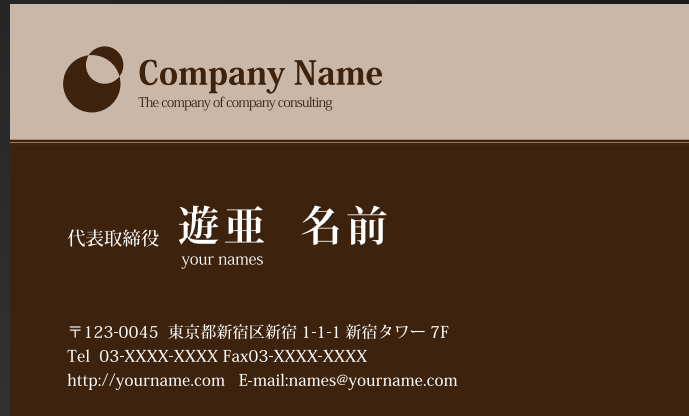 Company Name
The company of company consulting
代表取締役 遊亜 名前
your names
〒123-0045 東京都新宿区新宿 1-1-1 新宿タワー 7F
Tel 03-XXXX-XXXX Fax03-XXXX-XXXX
http://yourname.com E-mail:names@yourname.com